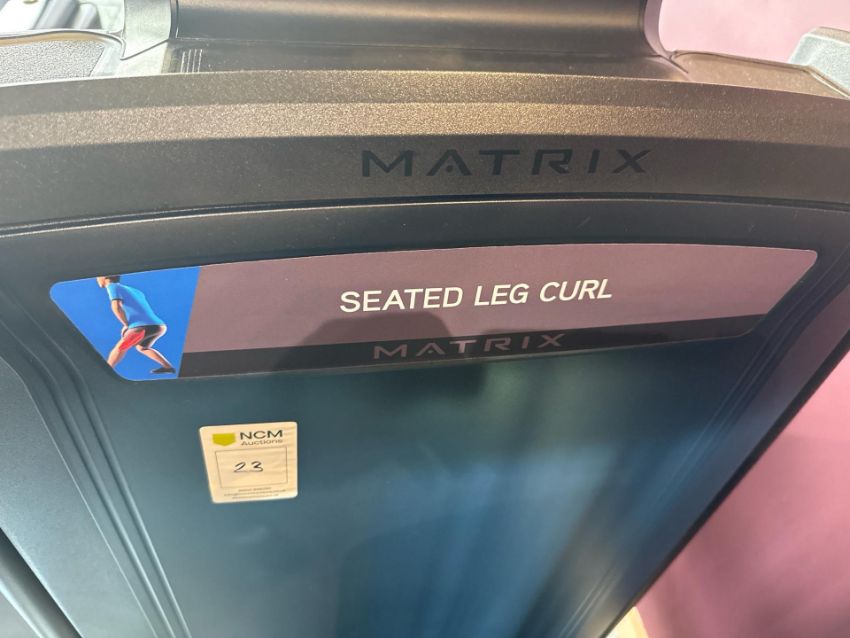 MATRIX
SEATED LEG CURL
MATRIX
NCM
Auctions
23